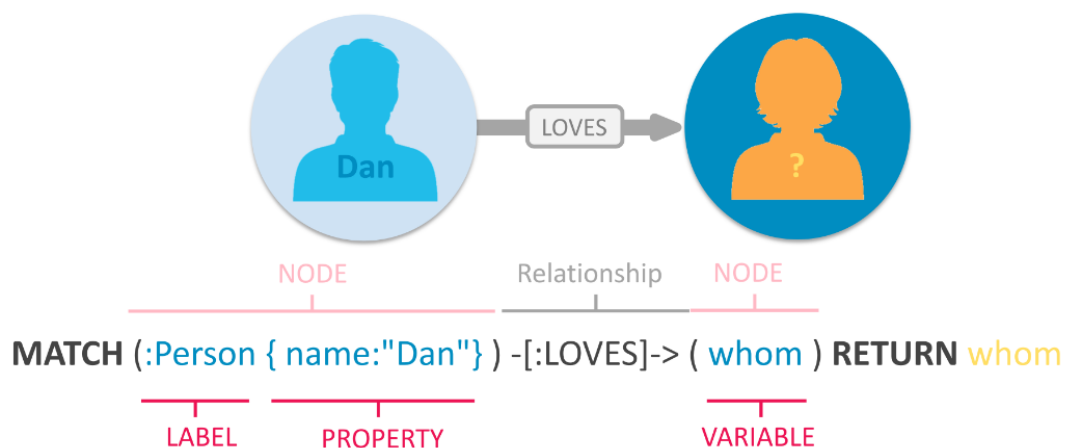 LOVES
Dan
?
NODE Relationship NODE
MATCH (:Person { name:"Dan"} ) -[:LOVES]-> ( whom ) RETURN whom
LABEL PROPERTY VARIABLE